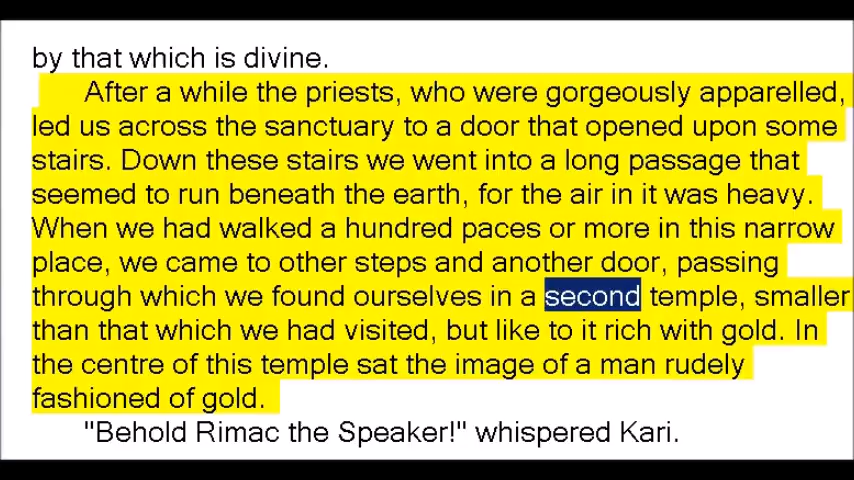 by that which is divine.
After a while the priests, who were gorgeously apparelled,
led us across the sanctuary to a door that opened upon some
stairs. Down these stairs we went into a long passage that
seemed to run beneath the earth, for the air in it was heavy.
When we had walked a hundred paces or more in this narrow
place, we came to other steps and another door, passing
through which we found ourselves in a second temple, smaller
than that which we had visited, but like to it rich with gold. In
the centre of this temple sat the image of a man rudely
fashioned of gold.
"Behold Rimac the Speaker!" whispered Kari.